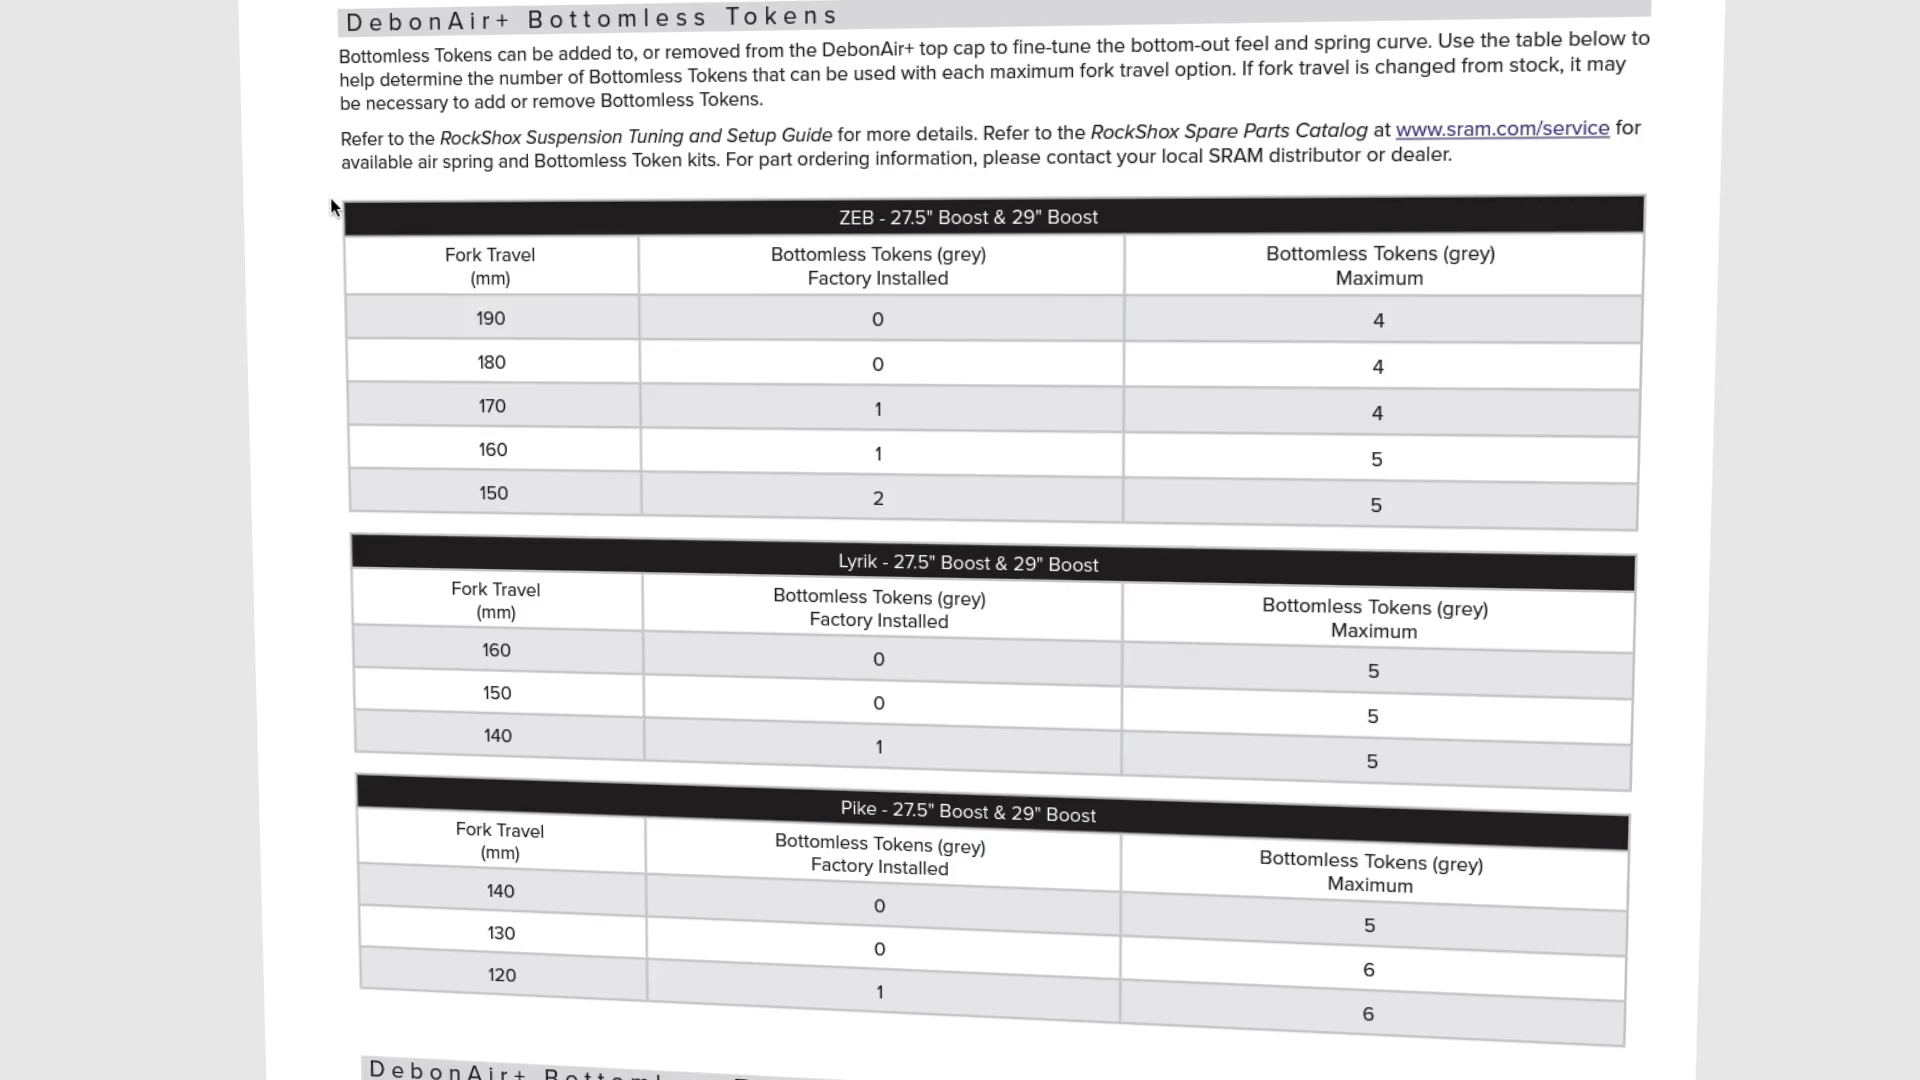 DebonAir+ Bottomless Tokens
Bottomless Tokens can be added to, or removed from the DebonAir+ top cap to fine-tune the bottom-out feel and spring curve. Use the table below to
help determine the number of Bottomless Tokens that can be used with each maximum fork travel option. If fork travel is changed from stock, it may
be necessary to add or remove Bottomless Tokens.
Refer to the RockShox Suspension Tuning and Setup Guide for more details. Refer to the RockShox Spare Parts Catalog at www.sram.com/service for
available air spring and Bottomless Token kits. For part ordering information, please contact your local SRAM distributor or dealer.
ZEB - 27.5" Boost & 29" Boost
Fork Travel (mm) Bottomless Tokens (grey) Factory Installed Bottomless Tokens (grey) Maximum
190 0 4
180 0 4
170 1 4
160 1 5
150 2 5
Lyrik - 27.5" Boost & 29" Boost
Fork Travel (mm) Bottomless Tokens (grey) Factory Installed Bottomless Tokens (grey) Maximum
160 0 5
150 0 5
140 1 5
Pike - 27.5" Boost & 29" Boost
Fork Travel (mm) Bottomless Tokens (grey) Factory Installed Bottomless Tokens (grey) Maximum
140 0 5
130 0 6
120 1 6
DebonAir+